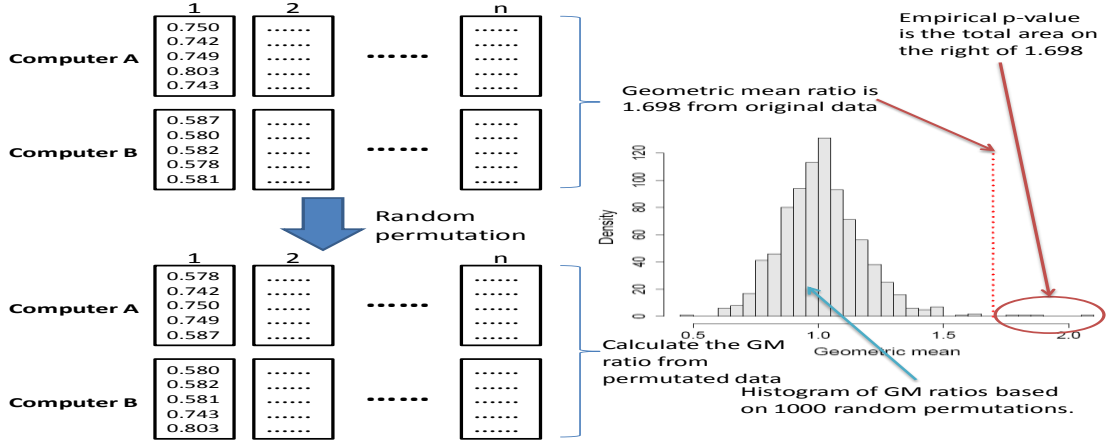 1 2 n
Computer A
0.750 ...... ......
0.742 ...... ......
0.749 ...... ...... ......
0.803 ...... ......
0.743 ...... ......
Computer B
0.587 ...... ......
0.580 ...... ......
0.582 ...... ...... ......
0.578 ...... ......
0.581 ...... ......
Random
permutation
1 2 n
Computer A
0.578 ...... ......
0.742 ...... ......
0.750 ...... ...... ......
0.749 ...... ......
0.587 ...... ......
Computer B
0.580 ...... ......
0.582 ...... ......
0.581 ...... ...... ......
0.743 ...... ......
0.803 ...... ......
Calculate the GM
ratio from
permutated data
Geometric mean ratio is
1.698 from original data
Empirical p-value
is the total area on
the right of 1.698
Density
0 20 40 60 80 100 120
0.5 1.0 1.5 2.0
Geometric mean
Histogram of GM ratios based
on 1000 random permutations.